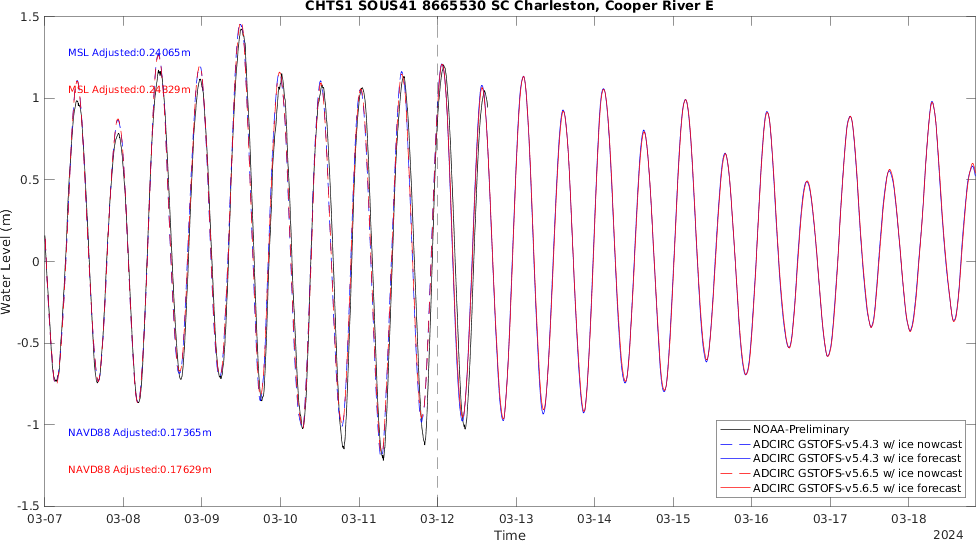 CHTS1 SOUS41 8665530 SC Charleston, Cooper River E
Water Level (m)
1.5
1
0.5
0
-0.5
-1
-1.5
MSL Adjusted:0.24065m
MSL Adjusted:0.24829m
NAVD88 Adjusted:0.17365m
NAVD88 Adjusted:0.17629m
NOAA-Preliminary
ADCIRC GSTOFS-v5.4.3 w/ ice nowcast
ADCIRC GSTOFS-v5.4.3 w/ ice forecast
ADCIRC GSTOFS-v5.6.5 w/ ice nowcast
ADCIRC GSTOFS-v5.6.5 w/ ice forecast
03-07 03-08 03-09 03-10 03-11 03-12 03-13 03-14 03-15 03-16 03-17 03-18
Time
2024